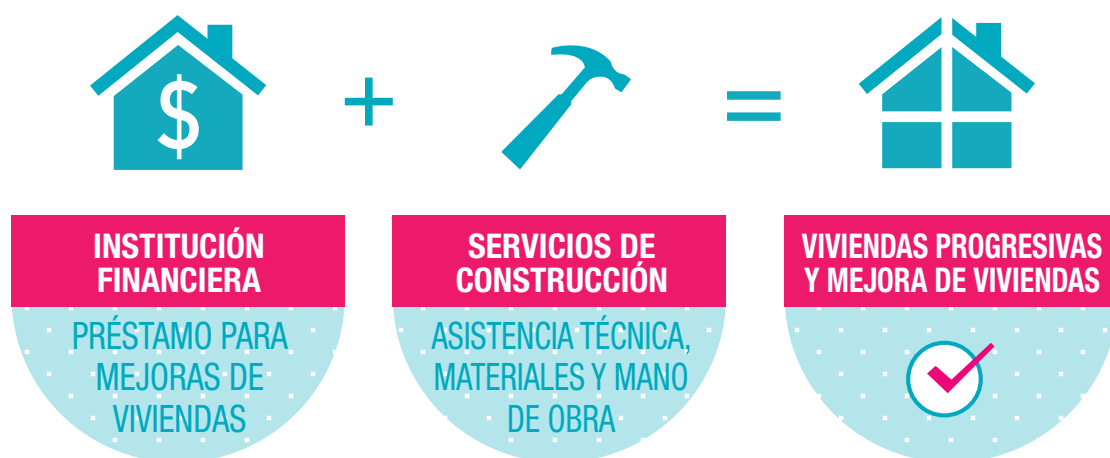 $
+
=
INSTITUCIÓN
FINANCIERA
PRÉSTAMO PARA
MEJORAS DE
VIVIENDAS
SERVICIOS DE
CONSTRUCCIÓN
ASISTENCIA TÉCNICA,
MATERIALES Y MANO
DE OBRA
VIVIENDAS PROGRESIVAS
Y MEJORA DE VIVIENDAS